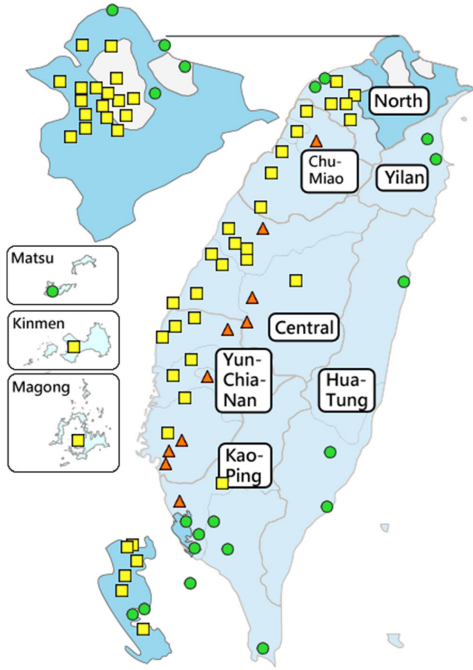 North
Chu-
Miao
Yilan
Matsu
Kinmen
Central
Magong
Yun-
Chia-
Nan
Hua-
Tung
Kao-
Ping